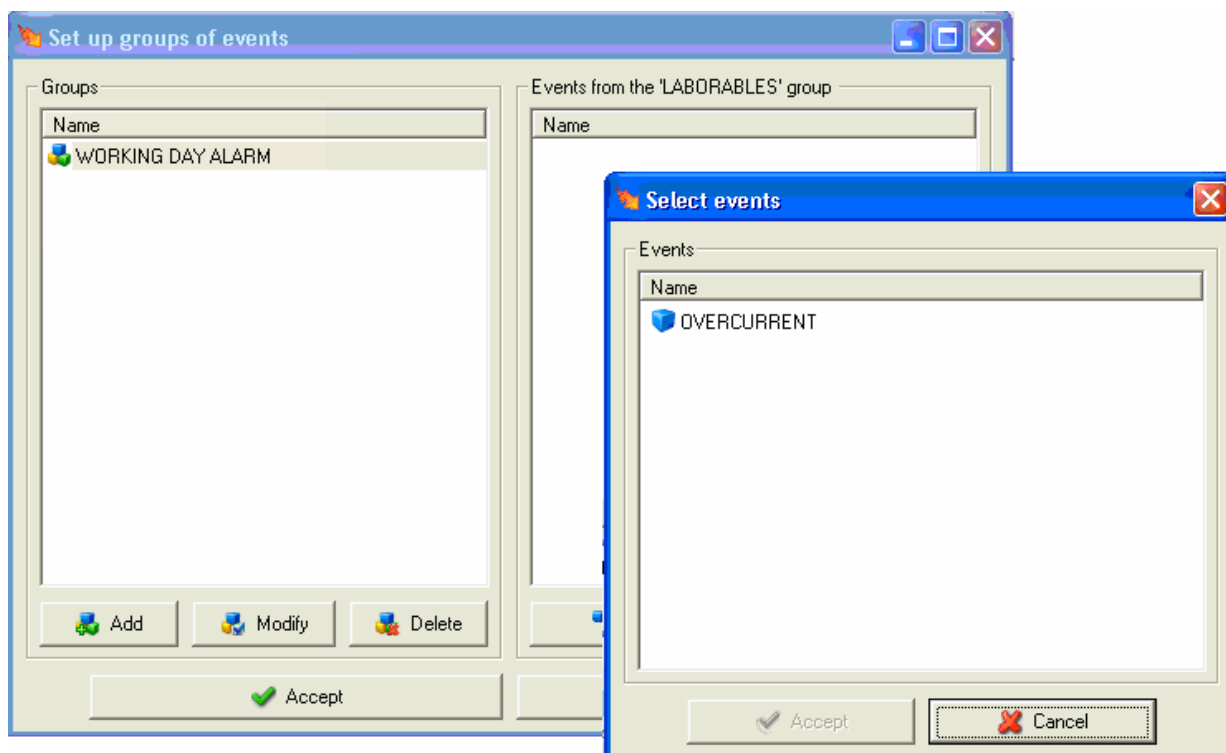 Set up groups of events
Groups
Name
WORKING DAY ALARM
Add
Modify
Delete
Accept
Events from the 'LABORABLES' group
Name
Select events
Events
Name
OVERCURRENT
Accept
Cancel